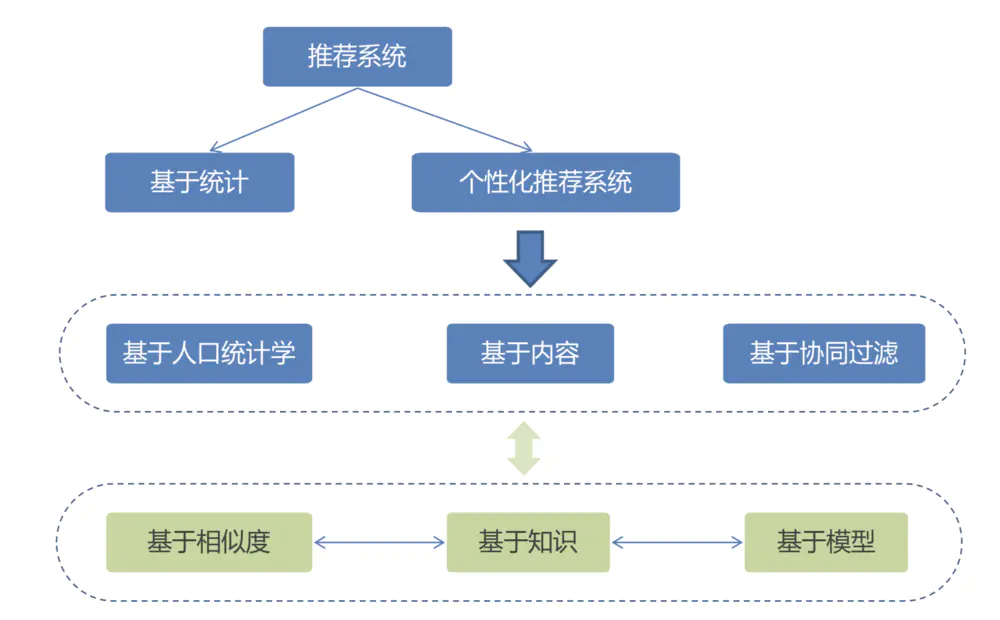 推荐系统
基于统计
个性化推荐系统
基于人口统计学
基于内容
基于协同过滤
基于相似度
基于知识
基于模型